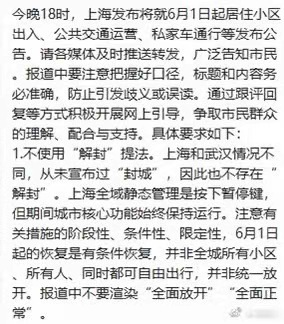 今晚18时，上海发布将就6月1日起居住小区
出入、公共交通运营、私家车通行等发布公
告。请各媒体及时推送转发，广泛告知市民。
报道中要注意把握好口径，标题和内容务
必准确，防止引发歧义或误读。通过跟评回
复等方式积极开展网上引导，争取市民群众
的理解、配合与支持。具体要求如下：
1.不使用“解封”提法。上海和武汉情况不
同，从未宣布过“封城”，因此也不存在“
解封”。上海全域静态管理是按下暂停键，
但期间城市核心功能始终保持运行。注意有
关措施的阶段性、条件性、限定性，6月1日
起的恢复是有条件恢复，并非全城所有小区
、所有人、同时都可自由出行，并非统一放
开。报道中不要渲染“全面放开”“全面正
常”。